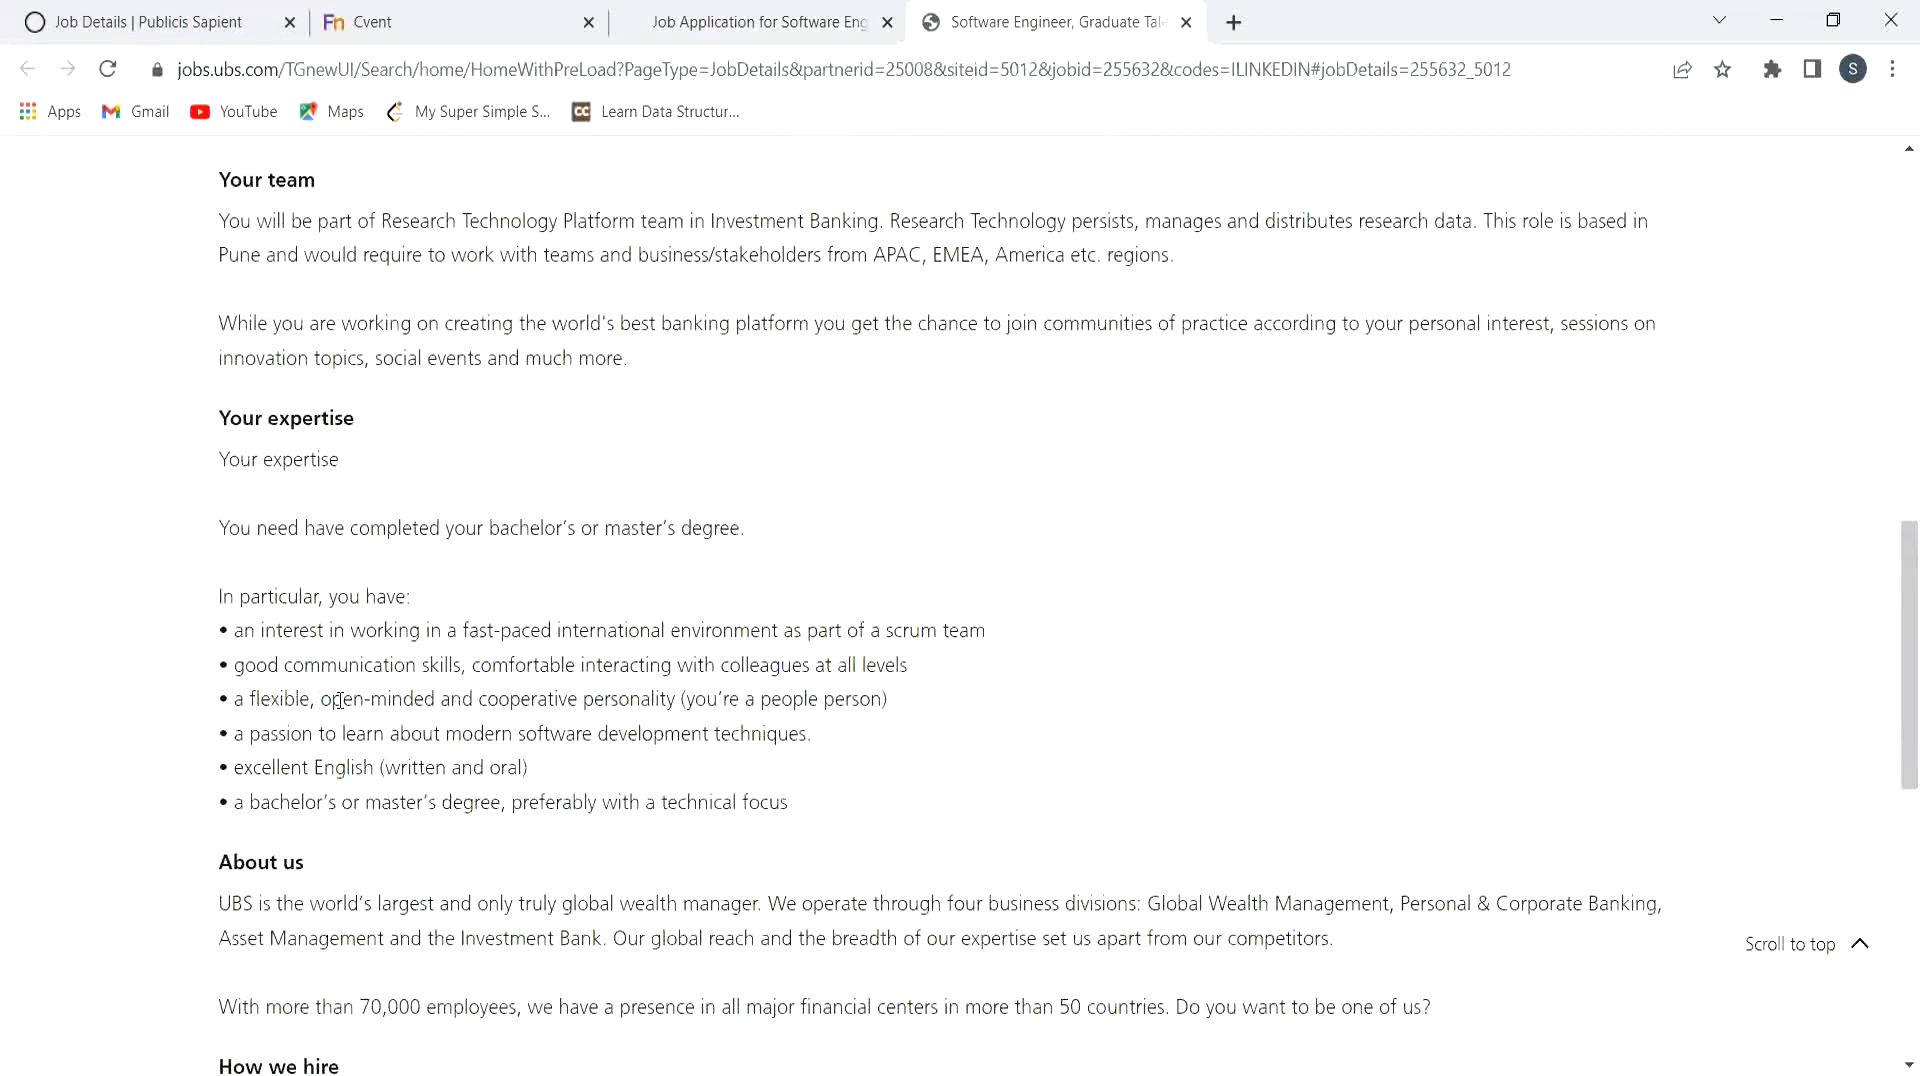 Job Details | Publicis Sapient
Fn Cvent
Job Application for Software Eng
Software Engineer, Graduate Tale
jobs.ubs.com/TGnewUI/Search/home/HomeWithPreLoad?PageType=JobDetails&partnerid=25008&siteid=5012&jobid=255632&codes=ILINKEDIN#jobDetails=255632_5012
S
Apps Gmail YouTube Maps My Super Simple S... CC Learn Data Structur...
Your team
You will be part of Research Technology Platform team in Investment Banking. Research Technology persists, manages and distributes research data. This role is based in
Pune and would require to work with teams and business/stakeholders from APAC, EMEA, America etc. regions.
While you are working on creating the world's best banking platform you get the chance to join communities of practice according to your personal interest, sessions on
innovation topics, social events and much more.
Your expertise
Your expertise
You need have completed your bachelor’s or master’s degree.
In particular, you have:
• an interest in working in a fast-paced international environment as part of a scrum team
• good communication skills, comfortable interacting with colleagues at all levels
• a flexible, open-minded and cooperative personality (you’re a people person)
• a passion to learn about modern software development techniques.
• excellent English (written and oral)
• a bachelor’s or master’s degree, preferably with a technical focus
About us
UBS is the world’s largest and only truly global wealth manager. We operate through four business divisions: Global Wealth Management, Personal & Corporate Banking,
Asset Management and the Investment Bank. Our global reach and the breadth of our expertise set us apart from our competitors.
Scroll to top
With more than 70,000 employees, we have a presence in all major financial centers in more than 50 countries. Do you want to be one of us?
How we hire